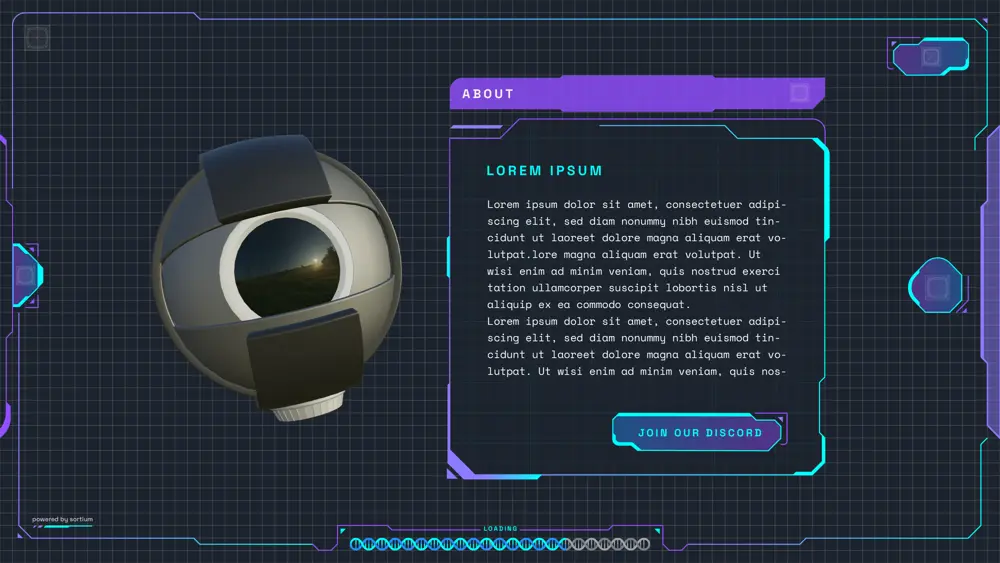 ABOUT
LOREM IPSUM
Lorem ipsum dolor sit amet, consectetuer adipi-
scing elit, sed diam nonummy nibh euismod tin-
cidunt ut laoreet dolore magna aliquam erat vo-
lutpat.lore magna aliquam erat volutpat. Ut
wisi enim ad minim veniam, quis nostrud exerci
tation ullamcorper suscipit lobortis nisl ut
aliquip ex ea commodo consequat.
Lorem ipsum dolor sit amet, consectetuer adipi-
scing elit, sed diam nonummy nibh euismod tin-
cidunt ut laoreet dolore magna aliquam erat vo-
lutpat. Ut wisi enim ad minim veniam, quis nos-
JOIN OUR DISCORD
powered by sortium
LOADING